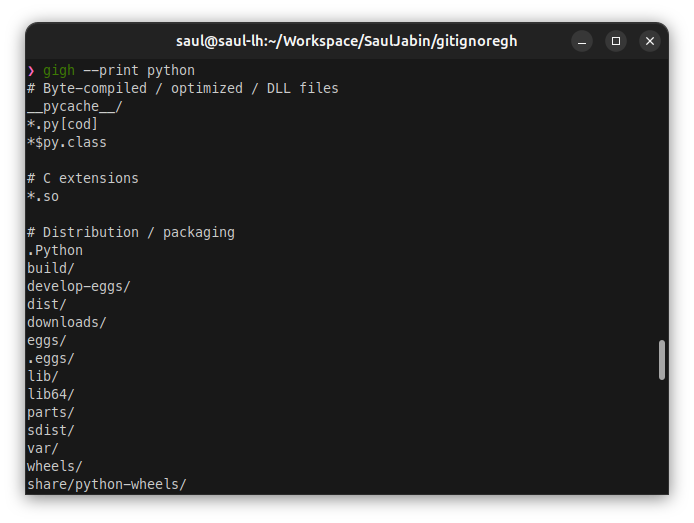 saul@saul-lh:~/Workspace/SaulJabin/gitignoregh
❯ gigh --print python
# Byte-compiled / optimized / DLL files
__pycache__/
*.py[cod]
*$py.class

# C extensions
*.so

# Distribution / packaging
.Python
build/
develop-eggs/
dist/
downloads/
eggs/
.eggs/
lib/
lib64/
parts/
sdist/
var/
wheels/
share/python-wheels/